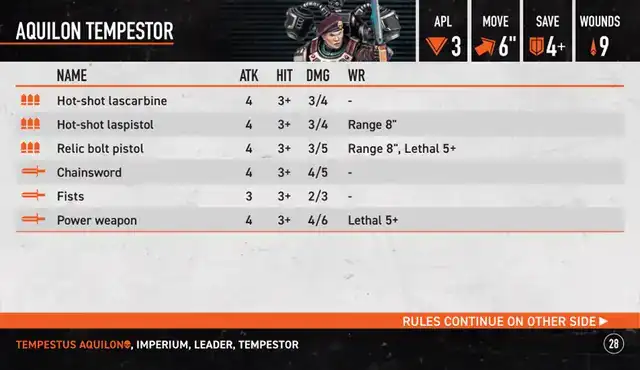 AQUILON TEMPESTOR
APL MOVE SAVE WOUNDS
3 6" 4+ 9
NAME ATK HIT DMG WR
Hot-shot lascarbine 4 3+ 3/4 -
Hot-shot laspistol 4 3+ 3/4 Range 8"
Relic bolt pistol 4 3+ 3/5 Range 8", Lethal 5+
Chainsword 4 3+ 4/5 -
Fists 3 3+ 2/3 -
Power weapon 4 3+ 4/6 Lethal 5+
RULES CONTINUE ON OTHER SIDE ▶
TEMPESTUS AQUILON, IMPERIUM, LEADER, TEMPESTOR
28